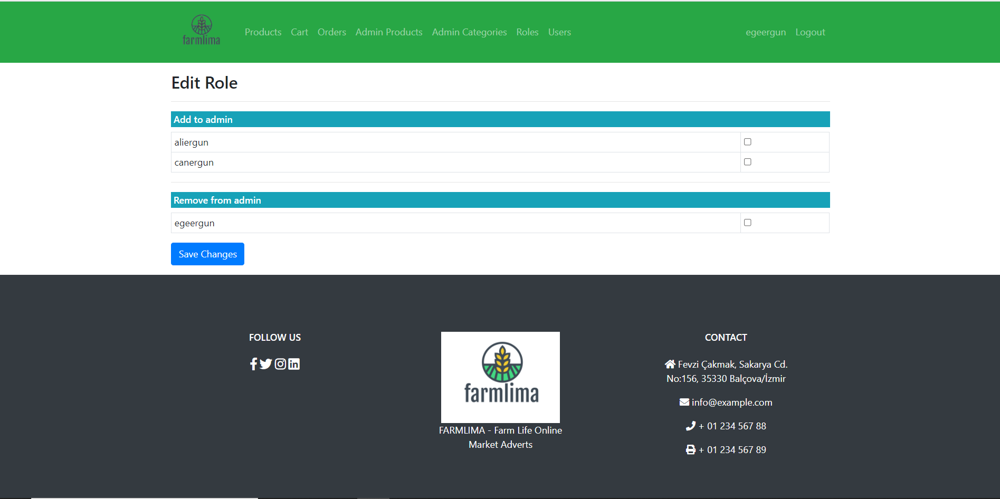 farmlima
Products Cart Orders Admin Products Admin Categories Roles Users egeergun Logout
Edit Role
Add to admin
aliergun
canergun
Remove from admin
egeergun
Save Changes
FOLLOW US
farmlima
FARMLIMA - Farm Life Online
Market Adverts
CONTACT
Fevzi Çakmak, Sakarya Cd.
No:156, 35330 Balçova/İzmir
info@example.com
+ 01 234 567 88
+ 01 234 567 89